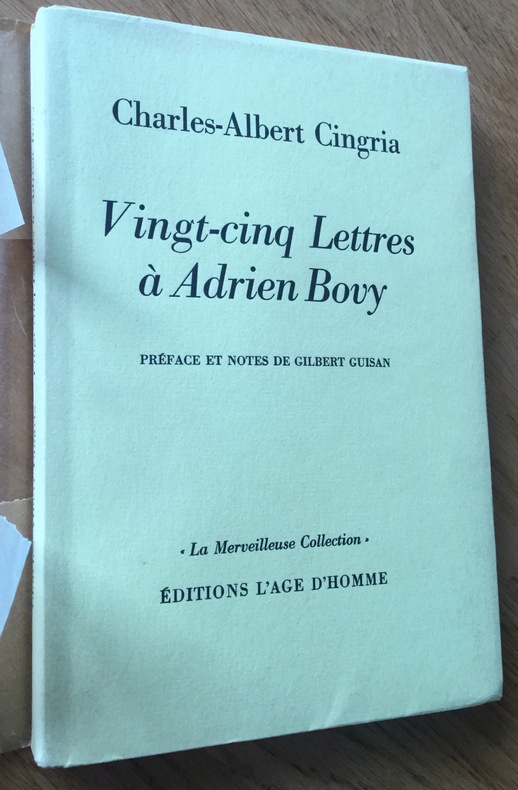 Charles-Albert Cingria
Vingt-cinq Lettres
à Adrien Bovy
PRÉFACE ET NOTES DE GILBERT GUISAN
‹ La Merveilleuse Collection ›
ÉDITIONS L'AGE D'HOMME